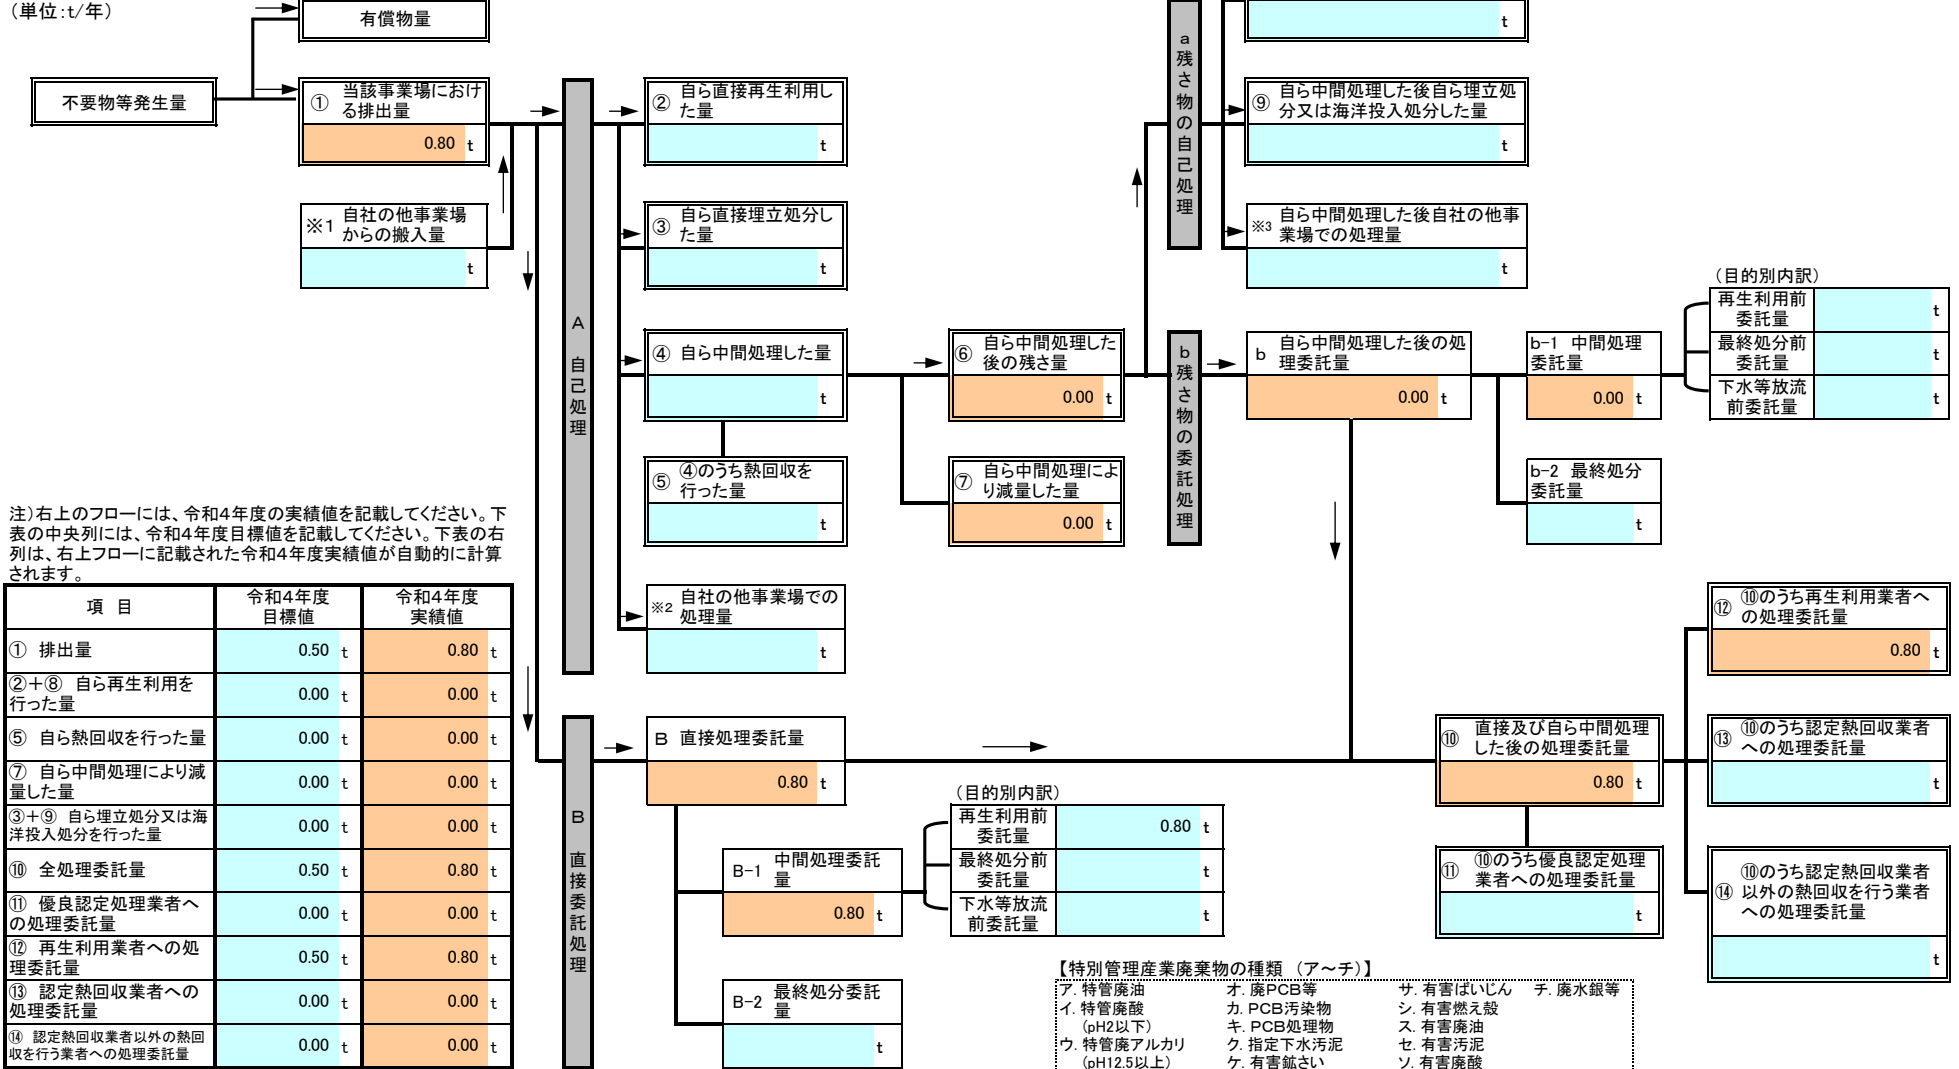 （単位:t/年）
有償物量
不要物等発生量
① 当該事業場におけ
る排出量
0.80 t
※1 自社の他事業場
からの搬入量
t
A 自己処理
② 自ら直接再生利用し
た量
t
③ 自ら直接埋立処分し
た量
t
④ 自ら中間処理した量
t
⑤ ④のうち熱回収を
行った量
t
※2 自社の他事業場での
処理量
t
⑥ 自ら中間処理した
後の残さ量
0.00 t
⑦ 自ら中間処理によ
り減量した量
0.00 t
a 残さ物の自己処理
t
⑨ 自ら中間処理した後自ら埋立処
分又は海洋投入処分した量
t
※3 自ら中間処理した後自社の他事
業場での処理量
t
b 残さ物の委託処理
b 自ら中間処理した後の処
理委託量
0.00 t
b-1 中間処理
委託量
0.00 t
b-2 最終処分
委託量
t
（目的別内訳）
再生利用前
委託量
t
最終処分前
委託量
t
下水等放流
前委託量
t
注）右上のフローには、令和4年度の実績値を記載してください。下
表の中央列には、令和4年度目標値を記載してください。下表の右
列は、右上フローに記載された令和4年度実績値が自動的に計算
されます。
項 目 令和4年度 令和4年度
目標値 実績値
① 排出量 0.50 t 0.80 t
②＋⑧ 自ら再生利用を
行った量 0.00 t 0.00 t
⑤ 自ら熱回収を行った量 0.00 t 0.00 t
⑦ 自ら中間処理により減
量した量 0.00 t 0.00 t
③＋⑨ 自ら埋立処分又は海
洋投入処分を行った量 0.00 t 0.00 t
⑩ 全処理委託量 0.50 t 0.80 t
⑪ 優良認定処理業者へ
の処理委託量 0.00 t 0.00 t
⑫ 再生利用業者への処
理委託量 0.50 t 0.80 t
⑬ 認定熱回収業者への
処理委託量 0.00 t 0.00 t
⑭ 認定熱回収業者以外の熱回
収を行う業者への処理委託量 0.00 t 0.00 t
B 直接委託処理
B 直接処理委託量
0.80 t
B-1 中間処理委託
量
0.80 t
B-2 最終処分委託
量
t
（目的別内訳）
再生利用前
委託量
0.80 t
最終処分前
委託量
t
下水等放流
前委託量
t
⑩ 直接及び自ら中間処理
した後の処理委託量
0.80 t
⑪ ⑩のうち優良認定処理
業者への処理委託量
t
⑫ ⑩のうち再生利用業者へ
の処理委託量
0.80 t
⑬ ⑩のうち認定熱回収業者
への処理委託量
t
⑭ ⑩のうち認定熱回収業者
以外の熱回収を行う業者
への処理委託量
t
【特別管理産業廃棄物の種類 （ア～チ）】
ア. 特管廃油 オ. 廃PCB等 サ. 有害ばいじん チ. 廃水銀等
イ. 特管廃酸 カ. PCB汚染物 シ. 有害燃え殻
（pH2以下） キ. PCB処理物 ス. 有害廃油
ウ. 特管廃アルカリ ク. 指定下水汚泥 セ. 有害汚泥
（pH12.5以上） ケ. 有害鉱さい ソ. 有害廃酸